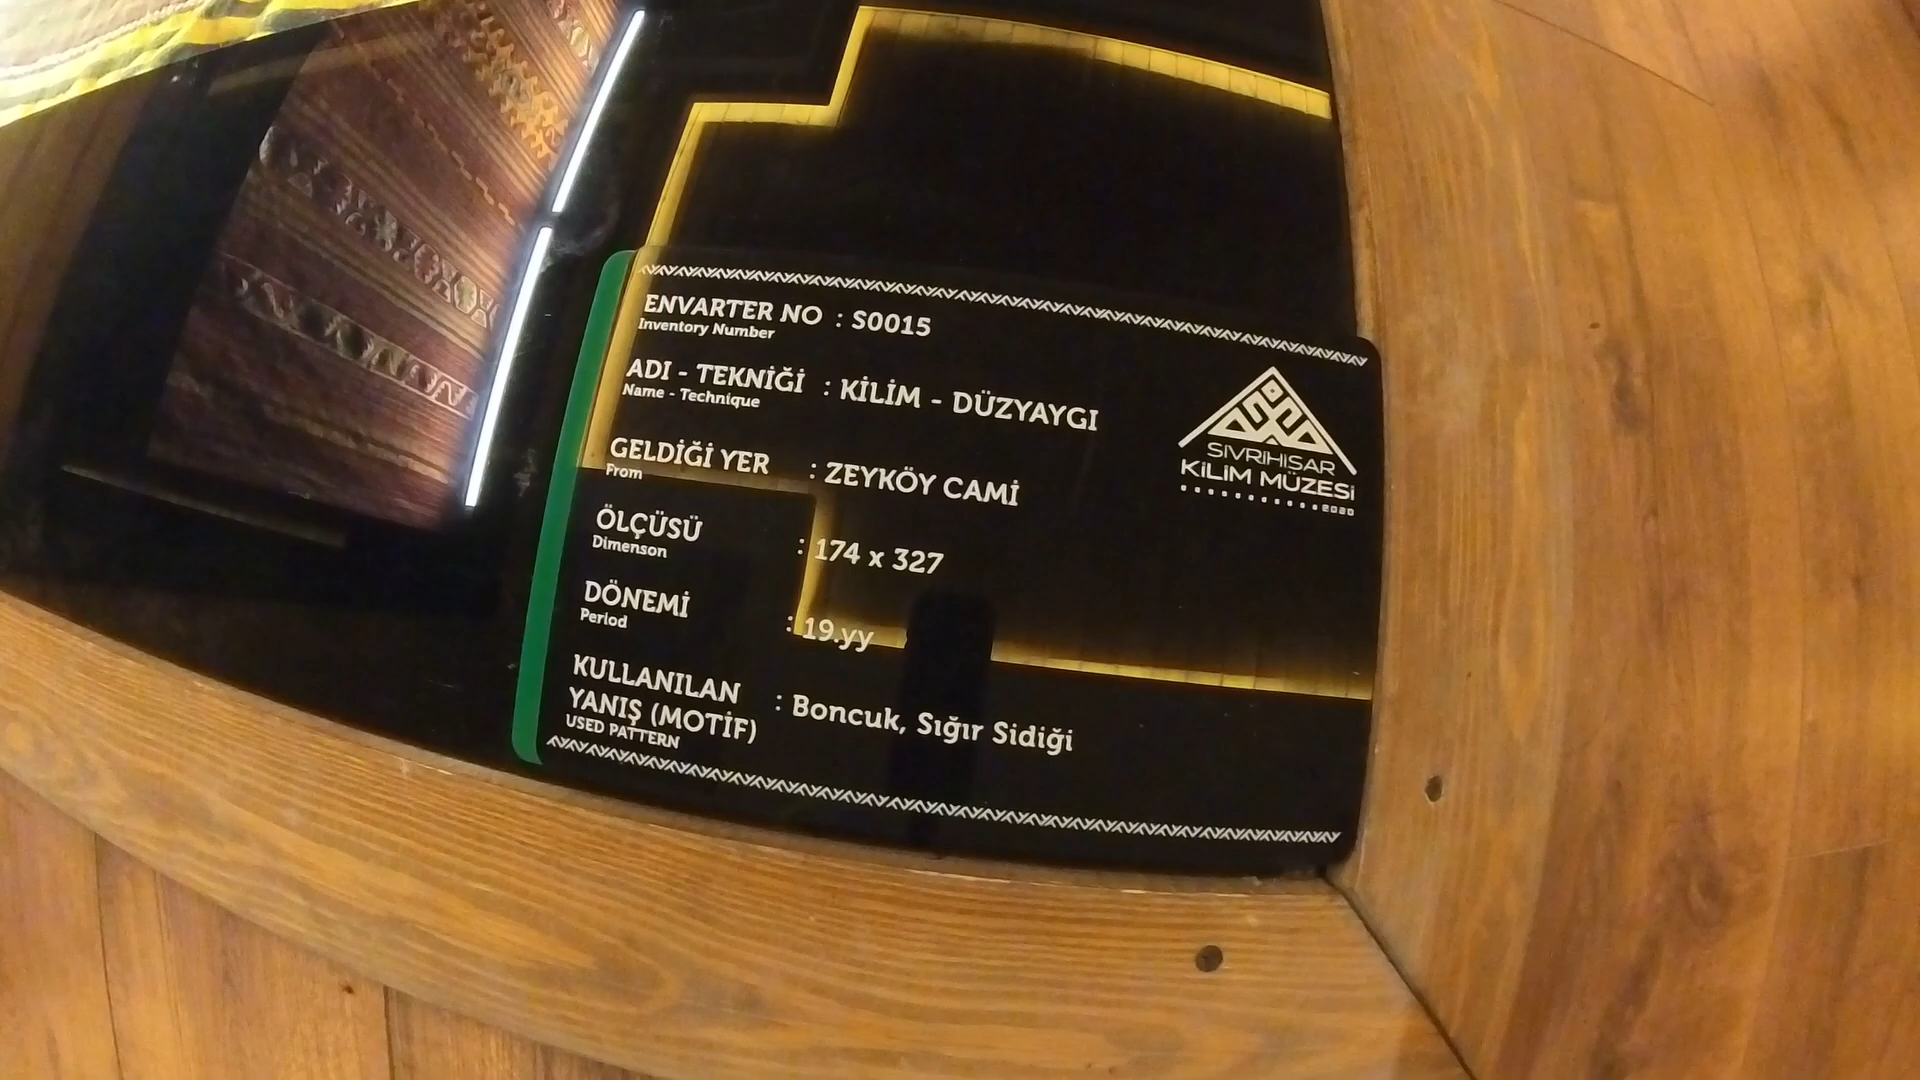 ENVARTER NO : S0015
Inventory Number
ADI - TEKNİĞİ : KİLİM - DÜZYAYGI
Name - Technique
GELDİĞİ YER : ZEYKÖY CAMİ
From
ÖLÇÜSÜ : 174 x 327
Dimenson
DÖNEMİ : 19.yy
Period
KULLANILAN
YANIŞ (MOTİF) : Boncuk, Sığır Sidiği
USED PATTERN
SIVRIHISAR
KİLİM MÜZESİ
2020